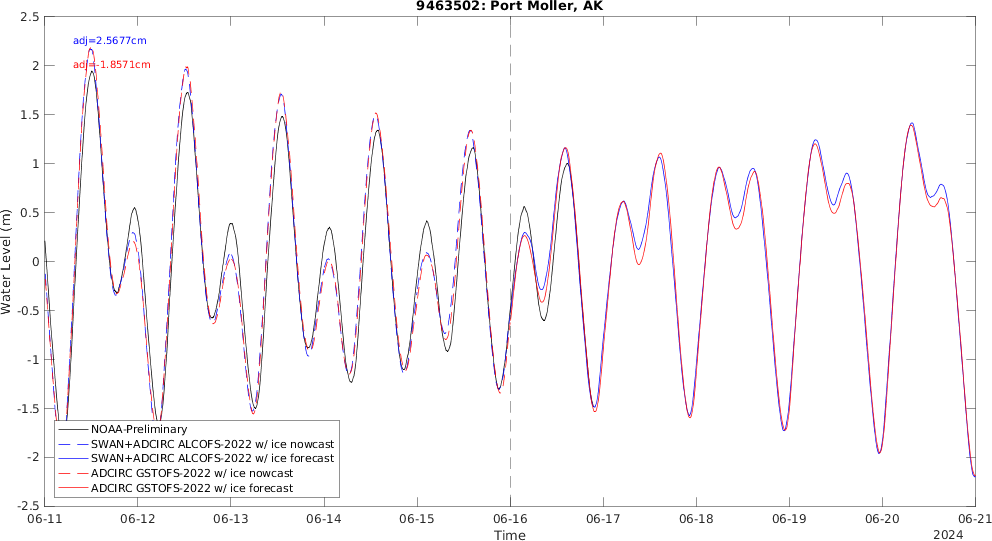 9463502: Port Moller, AK
2.5
adj=2.5677cm
2
adj=-1.8571cm
1.5
1
0.5
0
-0.5
-1
-1.5
-2
-2.5
Water Level (m)
NOAA-Preliminary
SWAN+ADCIRC ALCOFS-2022 w/ ice nowcast
SWAN+ADCIRC ALCOFS-2022 w/ ice forecast
ADCIRC GSTOFS-2022 w/ ice nowcast
ADCIRC GSTOFS-2022 w/ ice forecast
06-11 06-12 06-13 06-14 06-15 06-16 06-17 06-18 06-19 06-20 06-21
Time
2024